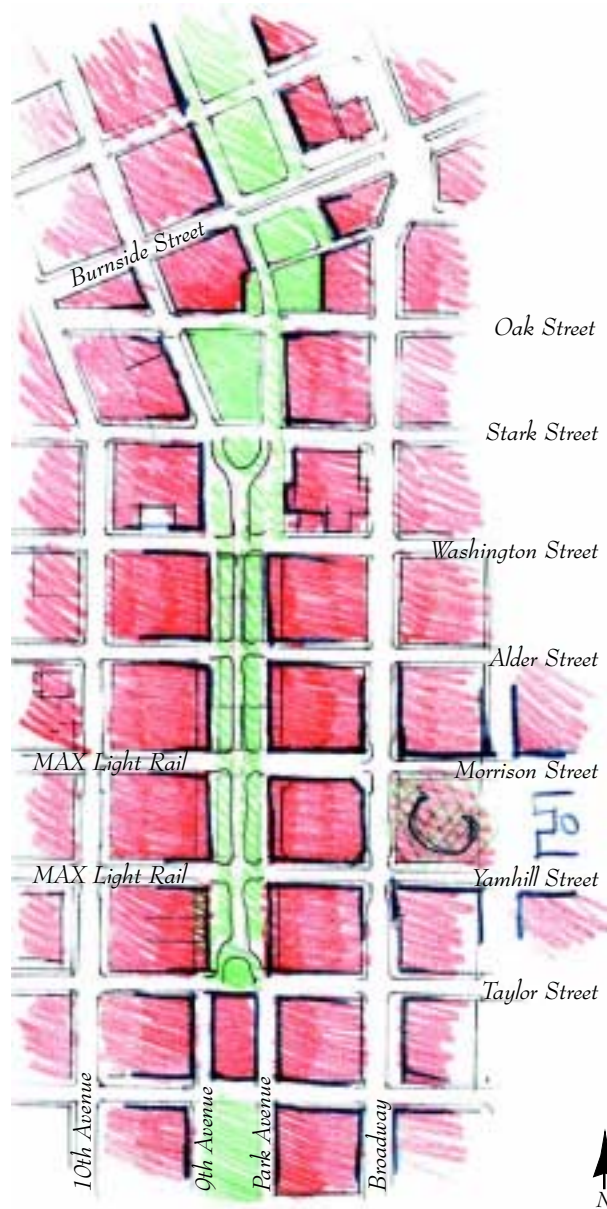 Burnside Street
Oak Street
Stark Street
Washington Street
Alder Street
MAX Light Rail
Morrison Street
MAX Light Rail
Yamhill Street
Taylor Street
10th Avenue
9th Avenue
Park Avenue
Broadway
N